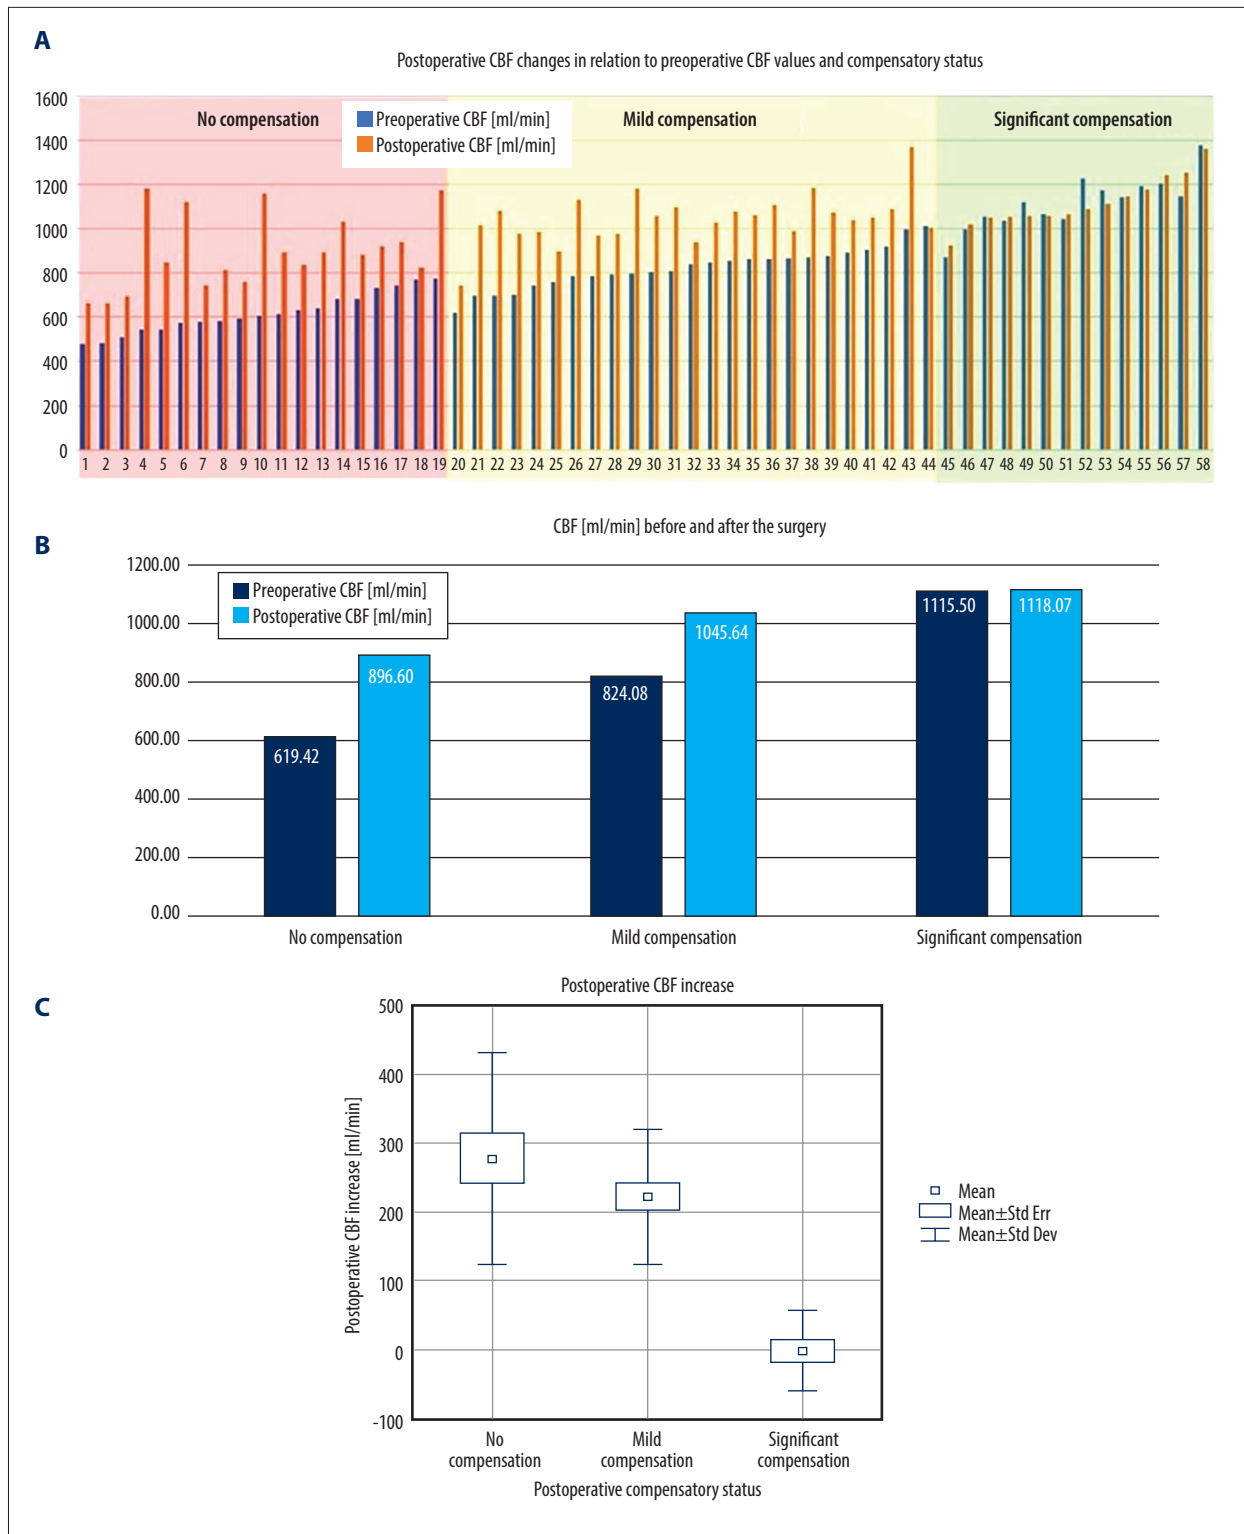 A
Postoperative CBF changes in relation to preoperative CBF values and compensatory status
1600
1400
1200
1000
800
600
400
200
0
No compensation
Mild compensation
Significant compensation
Preoperative CBF [ml/min]
Postoperative CBF [ml/min]
1 2 3 4 5 6 7 8 9 10 11 12 13 14 15 16 17 18 19 20 21 22 23 24 25 26 27 28 29 30 31 32 33 34 35 36 37 38 39 40 41 42 43 44 45 46 47 48 49 50 51 52 53 54 55 56 57 58
B
CBF [ml/min] before and after the surgery
1200.00
1000.00
800.00
600.00
400.00
200.00
0.00
Preoperative CBF [ml/min]
Postoperative CBF [ml/min]
619.42
896.60
824.08
1045.64
1115.50
1118.07
No compensation
Mild compensation
Significant compensation
C
Postoperative CBF increase
Postoperative CBF increase [ml/min]
500
400
300
200
100
0
-100
No
compensation
Mild
compensation
Significant
compensation
Postoperative compensatory status
Mean
Mean±Std Err
Mean±Std Dev